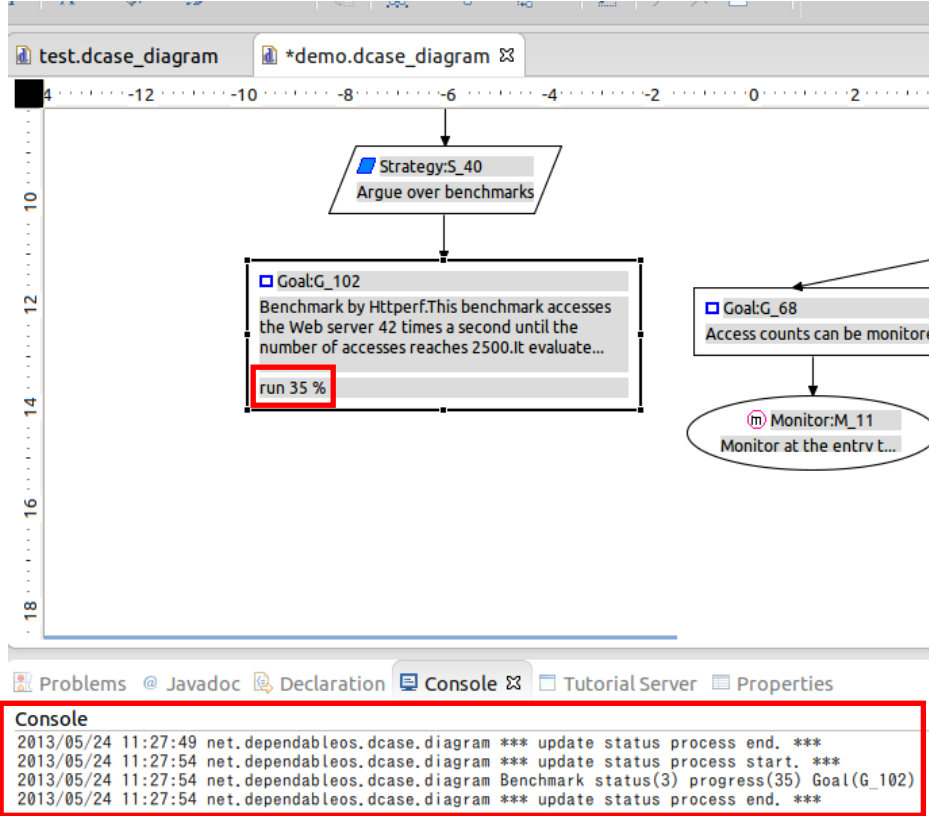 test.dcase_diagram
*demo.dcase_diagram
4 -12 -10 -8 -6 -4 -2 0 2
10
12
14
16
18
Strategy:S_40
Argue over benchmarks
Goal:G_102
Benchmark by Httperf.This benchmark accesses
the Web server 42 times a second until the
number of accesses reaches 2500.It evaluate...
run 35 %
Goal:G_68
Access counts can be monitore
m Monitor:M_11
Monitor at the entry t...
Problems @ Javadoc Declaration Console Tutorial Server Properties
Console
2013/05/24 11:27:49 net.dependableos.dcase.diagram *** update status process end. ***
2013/05/24 11:27:54 net.dependableos.dcase.diagram *** update status process start. ***
2013/05/24 11:27:54 net.dependableos.dcase.diagram Benchmark status(3) progress(35) Goal(G_102)
2013/05/24 11:27:54 net.dependableos.dcase.diagram *** update status process end. ***